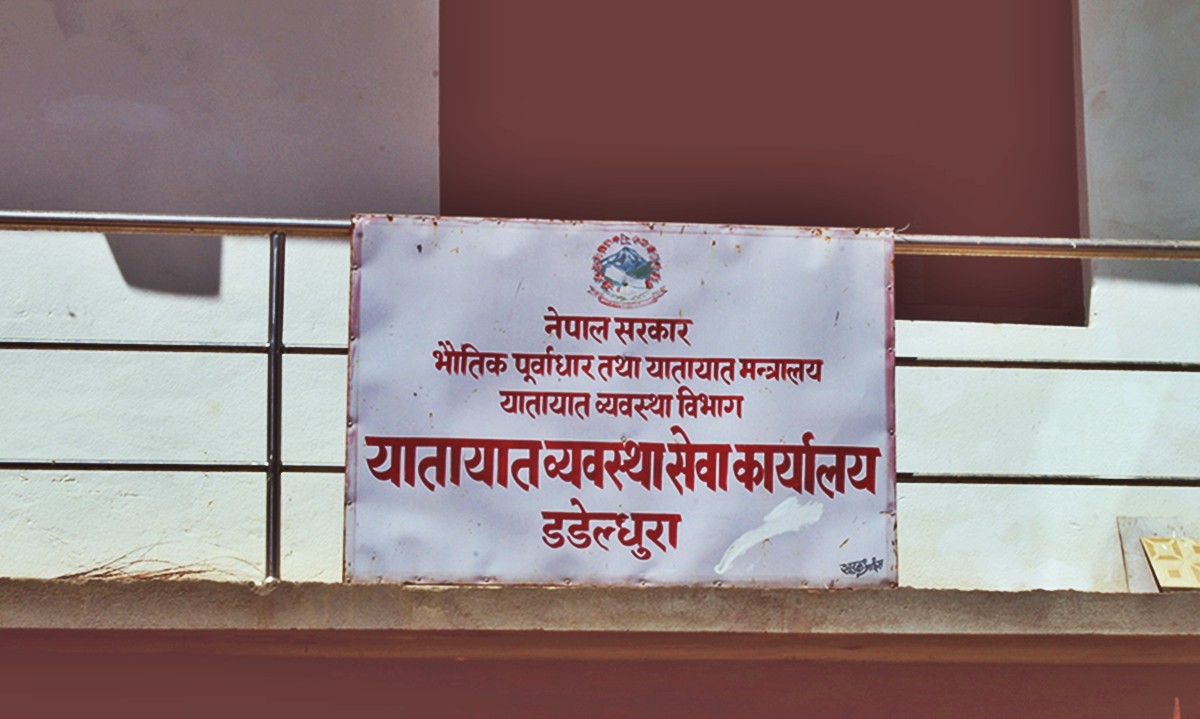 नेपाल सरकार
भौतिक पूर्वाधार तथा यातायात मन्त्रालय
यातायात व्यवस्था विभाग
यातायात व्यवस्था सेवा कार्यालय
डडेल्धुरा